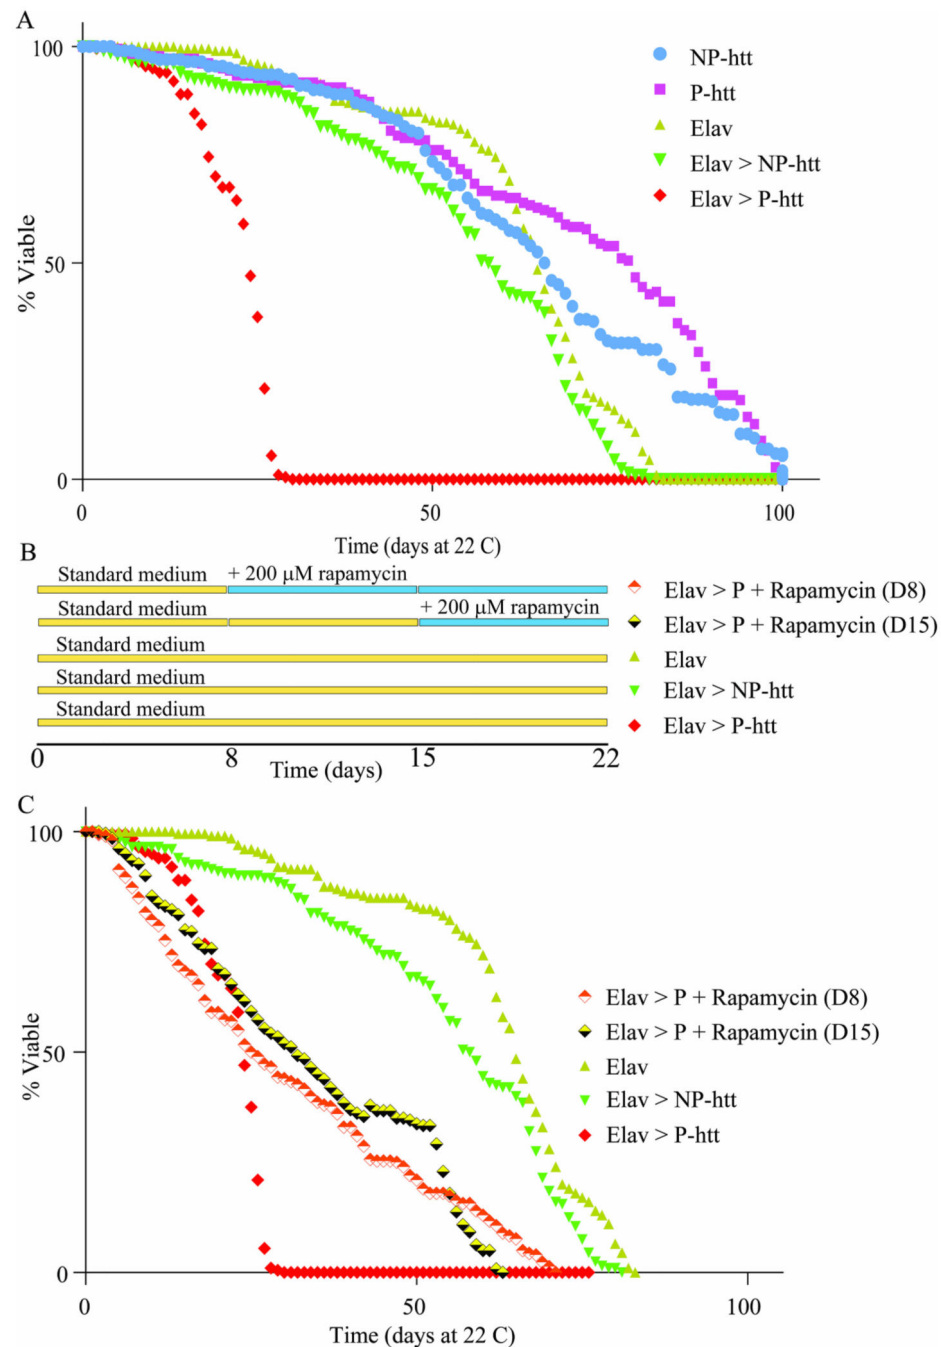 A
100
50
0
% Viable
NP-htt
P-htt
Elav
Elav > NP-htt
Elav > P-htt
0
50
100
Time (days at 22 C)
B
Standard medium + 200 μM rapamycin
Elav > P + Rapamycin (D8)
Standard medium + 200 μM rapamycin
Elav > P + Rapamycin (D15)
Standard medium
Elav
Standard medium
Elav > NP-htt
Standard medium
Elav > P-htt
0 8 15 22
Time (days)
C
100
50
0
% Viable
Elav > P + Rapamycin (D8)
Elav > P + Rapamycin (D15)
Elav
Elav > NP-htt
Elav > P-htt
0 50 100
Time (days at 22 C)